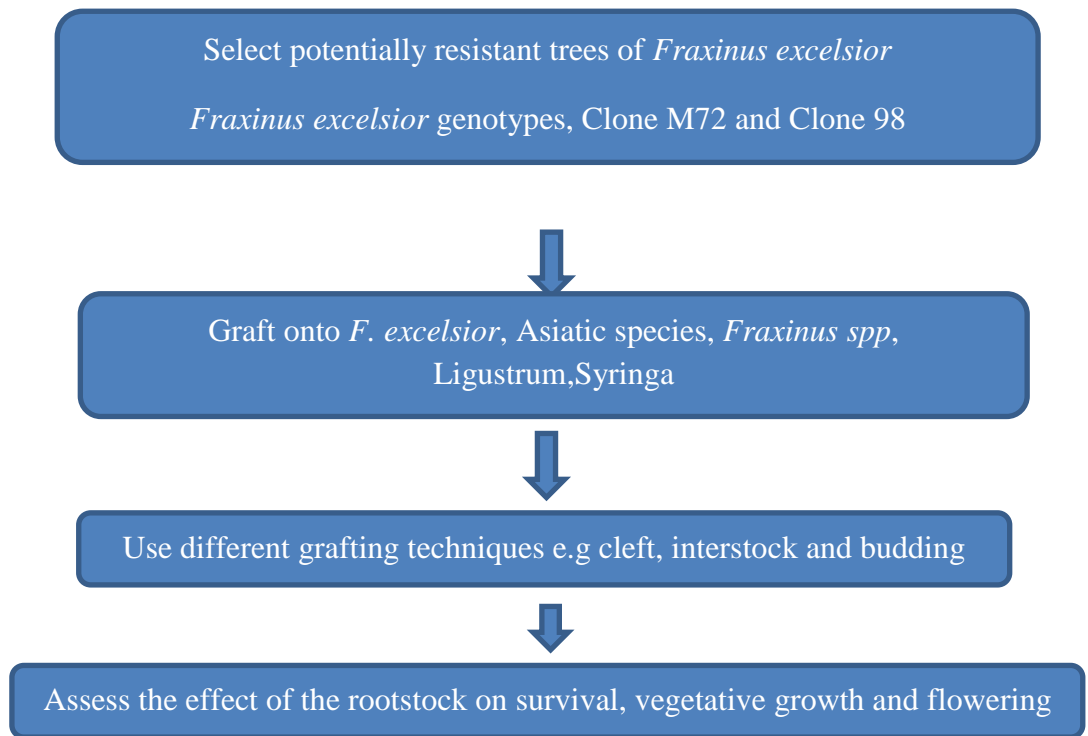 Select potentially resistant trees of Fraxinus excelsior
Fraxinus excelsior genotypes, Clone M72 and Clone 98
Graft onto F. excelsior, Asiatic species, Fraxinus spp,
Ligustrum,Syringa
Use different grafting techniques e.g cleft, interstock and budding
Assess the effect of the rootstock on survival, vegetative growth and flowering